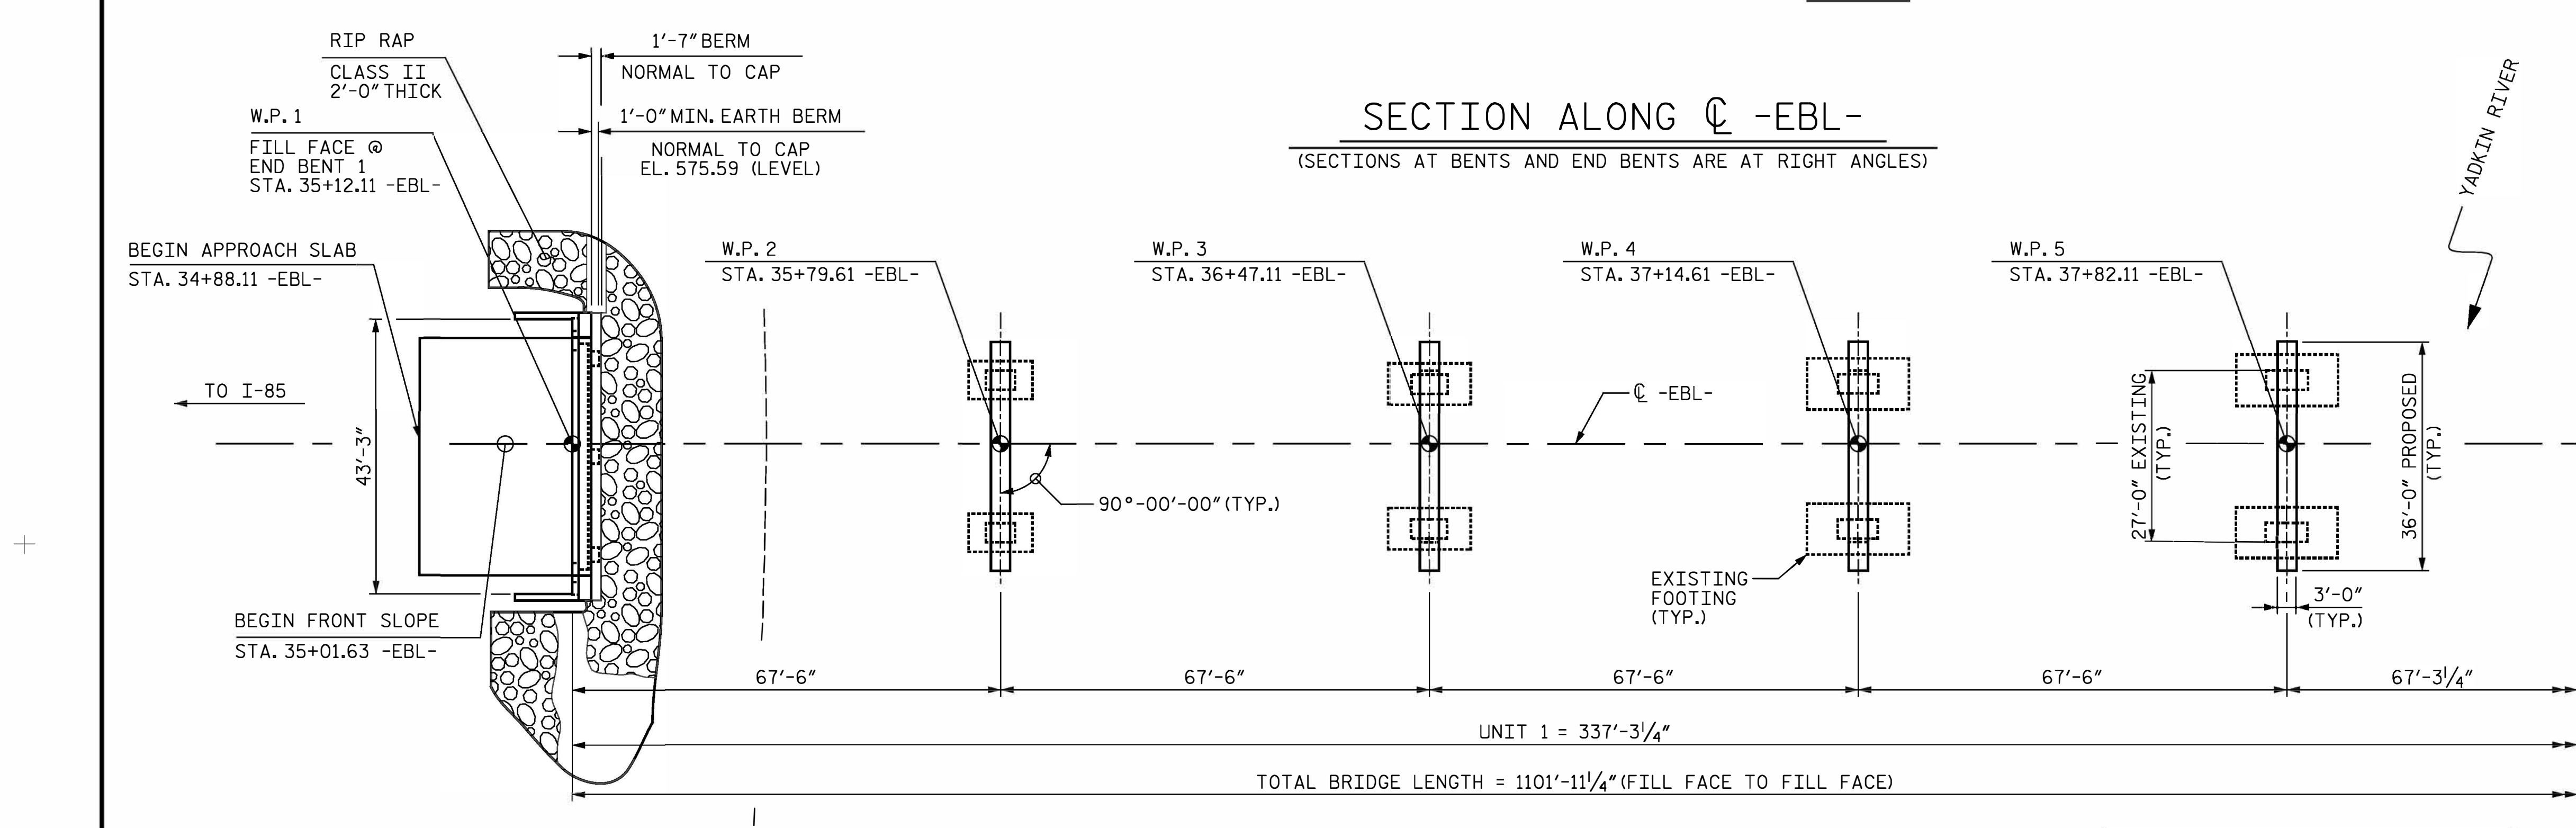 RIP RAP
CLASS II
2'-0" THICK
1'-7" BERM
NORMAL TO CAP
W.P. 1
FILL FACE @
END BENT 1
STA. 35+12.11 -EBL-
1'-0" MIN. EARTH BERM
NORMAL TO CAP
EL. 575.59 (LEVEL)
SECTION ALONG ℄ -EBL-
(SECTIONS AT BENTS AND END BENTS ARE AT RIGHT ANGLES)
YADKIN RIVER
BEGIN APPROACH SLAB
STA. 34+88.11 -EBL-
W.P. 2
STA. 35+79.61 -EBL-
W.P. 3
STA. 36+47.11 -EBL-
W.P. 4
STA. 37+14.61 -EBL-
W.P. 5
STA. 37+82.11 -EBL-
TO I-85
43'-3"
℄ -EBL-
90°-00'-00" (TYP.)
27'-0" EXISTING
(TYP.)
36'-0" PROPOSED
(TYP.)
EXISTING
FOOTING
(TYP.)
3'-0"
(TYP.)
BEGIN FRONT SLOPE
STA. 35+01.63 -EBL-
67'-6"
67'-6"
67'-6"
67'-6"
67'-3 1/4"
UNIT 1 = 337'-3 1/4"
TOTAL BRIDGE LENGTH = 1101'-11 1/4" (FILL FACE TO FILL FACE)